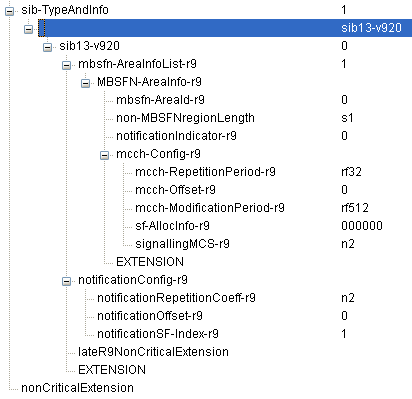 sib-TypeAndInfo 1
sib13-v920
sib13-v920 0
mbsfn-AreaInfoList-r9 1
MBSFN-AreaInfo-r9
mbsfn-AreaId-r9 0
non-MBSFNregionLength s1
notificationIndicator-r9 0
mcch-Config-r9
mcch-RepetitionPeriod-r9 rf32
mcch-Offset-r9 0
mcch-ModificationPeriod-r9 rf512
sf-AllocInfo-r9 000000
signallingMCS-r9 n2
EXTENSION
notificationConfig-r9
notificationRepetitionCoeff-r9 n2
notificationOffset-r9 0
notificationSF-Index-r9 1
lateR9NonCriticalExtension
EXTENSION
nonCriticalExtension